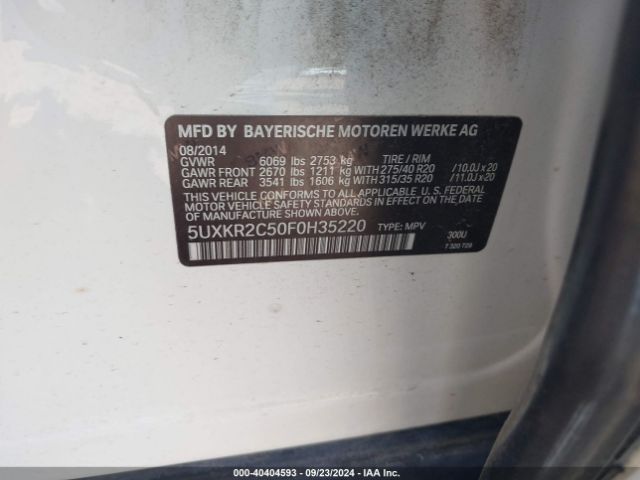 MFD BY BAYERISCHE MOTOREN WERKE AG
08/2014
GVWR 6069 lbs 2753 kg TIRE / RIM
GAWR FRONT 2670 lbs 1211 kg WITH 275/40 R20 /10.0J x 20
GAWR REAR 3541 lbs 1606 kg WITH 315/35 R20 /11.0J x 20
THIS VEHICLE CONFORMS TO ALL APPLICABLE U.S. FEDERAL
MOTOR VEHICLE SAFETY STANDARDS IN EFFECT ON THE
DATE OF MANUFACTURE SHOWN ABOVE.
5UXKR2C50F0H35220 TYPE: MPV 300U
T 320 729
000-40404593 - 09/23/2024 - IAA Inc.